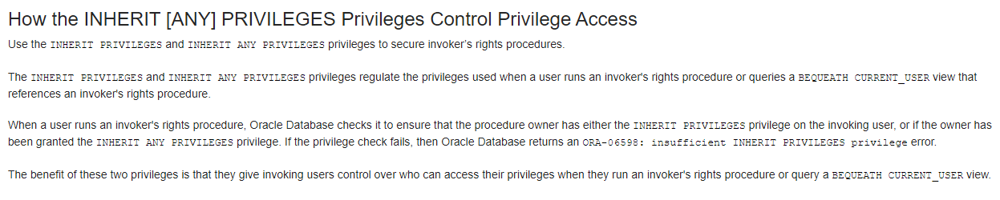 How the INHERIT [ANY] PRIVILEGES Privileges Control Privilege Access
Use the INHERIT PRIVILEGES and INHERIT ANY PRIVILEGES privileges to secure invoker's rights procedures.
The INHERIT PRIVILEGES and INHERIT ANY PRIVILEGES privileges regulate the privileges used when a user runs an invoker's rights procedure or queries a BEQUEATH CURRENT_USER view that
references an invoker's rights procedure.
When a user runs an invoker's rights procedure, Oracle Database checks it to ensure that the procedure owner has either the INHERIT PRIVILEGES privilege on the invoking user, or if the owner has
been granted the INHERIT ANY PRIVILEGES privilege. If the privilege check fails, then Oracle Database returns an ORA-06598: insufficient INHERIT PRIVILEGES privilege error.
The benefit of these two privileges is that they give invoking users control over who can access their privileges when they run an invoker's rights procedure or query a BEQUEATH CURRENT_USER view.